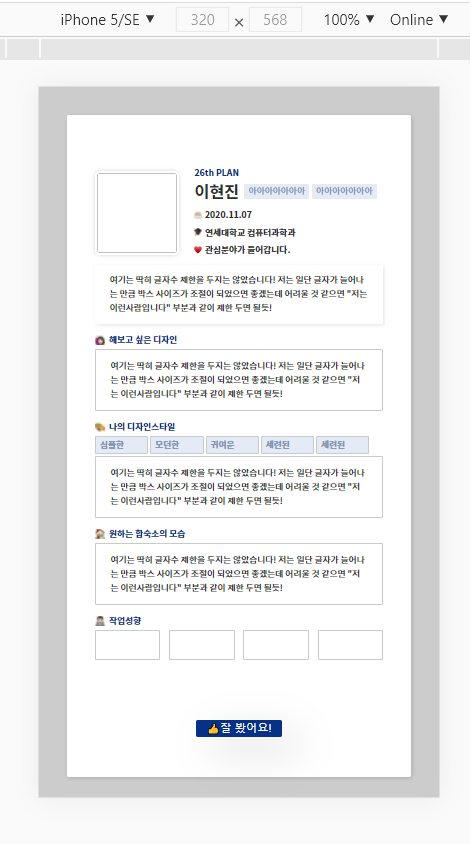 iPhone 5/SE ▼ 320 × 568 100% ▼ Online ▼
26th PLAN
이현진 아아아아아아아 아아아아아아아
2020.11.07
연세대학교 컴퓨터과학과
관심분야가 들어갑니다.
여기는 딱히 글자수 제한을 두지는 않았습니다! 저는 일단 글자가 늘어나
는 만큼 박스 사이즈가 조절이 되었으면 좋겠는데 어려울 것 같으면 "저는
이런사람입니다" 부분과 같이 제한 두면 될듯!
해보고 싶은 디자인
여기는 딱히 글자수 제한을 두지는 않았습니다! 저는 일단 글자가 늘어나
는 만큼 박스 사이즈가 조절이 되었으면 좋겠는데 어려울 것 같으면 "저
는 이런사람입니다" 부분과 같이 제한 두면 될듯!
나의 디자인스타일
심플한 모던한 귀여운 세련된 세련된
여기는 딱히 글자수 제한을 두지는 않았습니다! 저는 일단 글자가 늘어나
는 만큼 박스 사이즈가 조절이 되었으면 좋겠는데 어려울 것 같으면 "저
는 이런사람입니다" 부분과 같이 제한 두면 될듯!
원하는 합숙소의 모습
여기는 딱히 글자수 제한을 두지는 않았습니다! 저는 일단 글자가 늘어나
는 만큼 박스 사이즈가 조절이 되었으면 좋겠는데 어려울 것 같으면 "저
는 이런사람입니다" 부분과 같이 제한 두면 될듯!
작업성향
👍잘 봤어요!